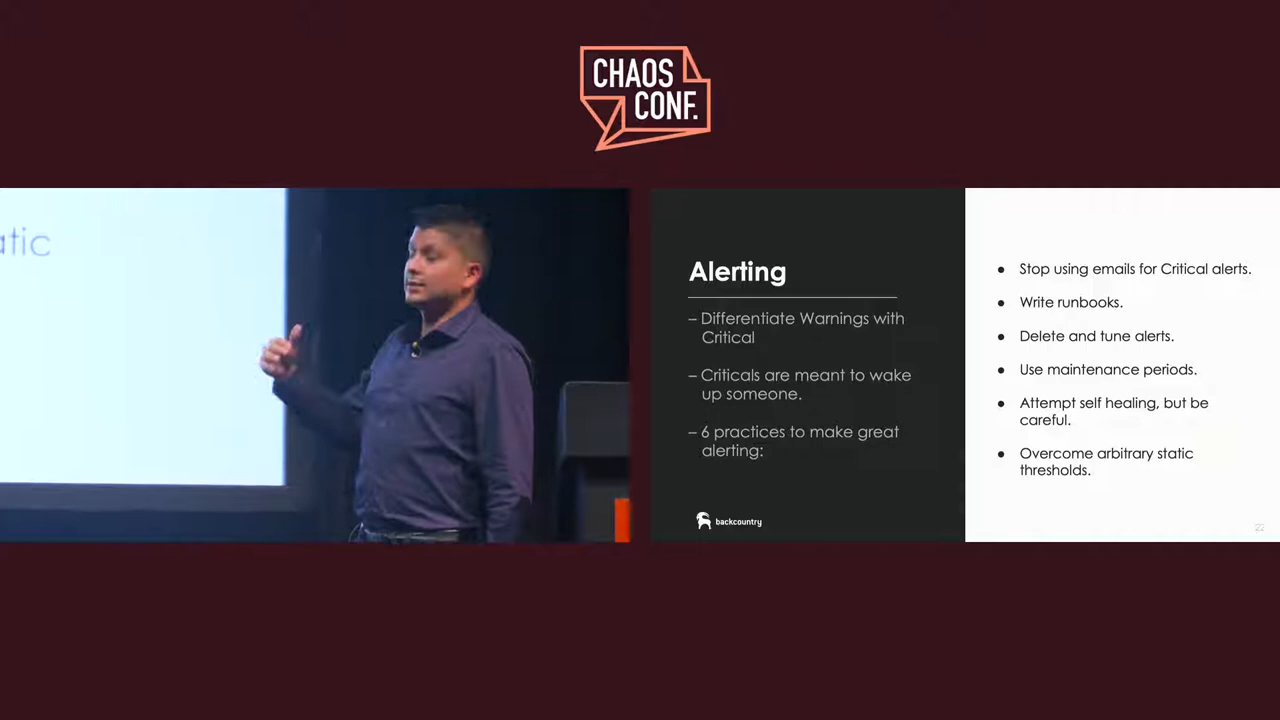 CHAOS
CONF.
atic
Alerting
– Differentiate Warnings with
Critical
– Criticals are meant to wake
up someone.
– 6 practices to make great
alerting:
backcountry
● Stop using emails for Critical alerts.
● Write runbooks.
● Delete and tune alerts.
● Use maintenance periods.
● Attempt self healing, but be
careful.
● Overcome arbitrary static
thresholds.
22